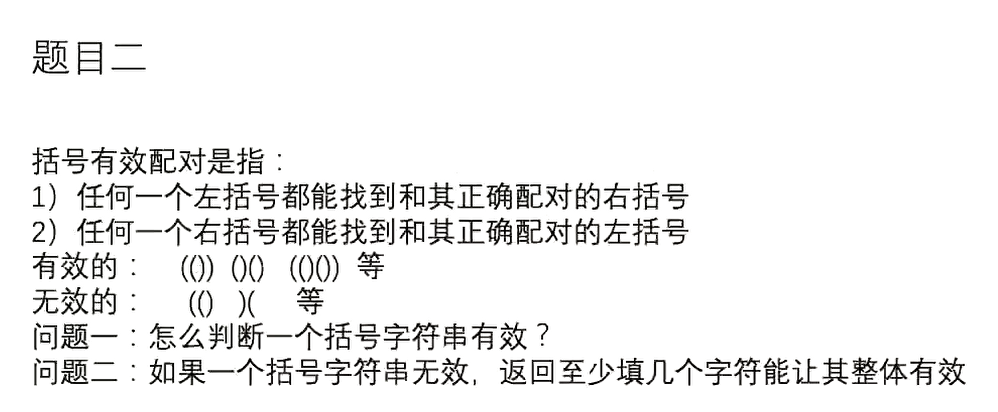 题目二
括号有效配对是指：
1）任何一个左括号都能找到和其正确配对的右括号
2）任何一个右括号都能找到和其正确配对的左括号
有效的： (()) ()() (()()) 等
无效的： (() )( 等
问题一：怎么判断一个括号字符串有效？
问题二：如果一个括号字符串无效，返回至少填几个字符能让其整体有效